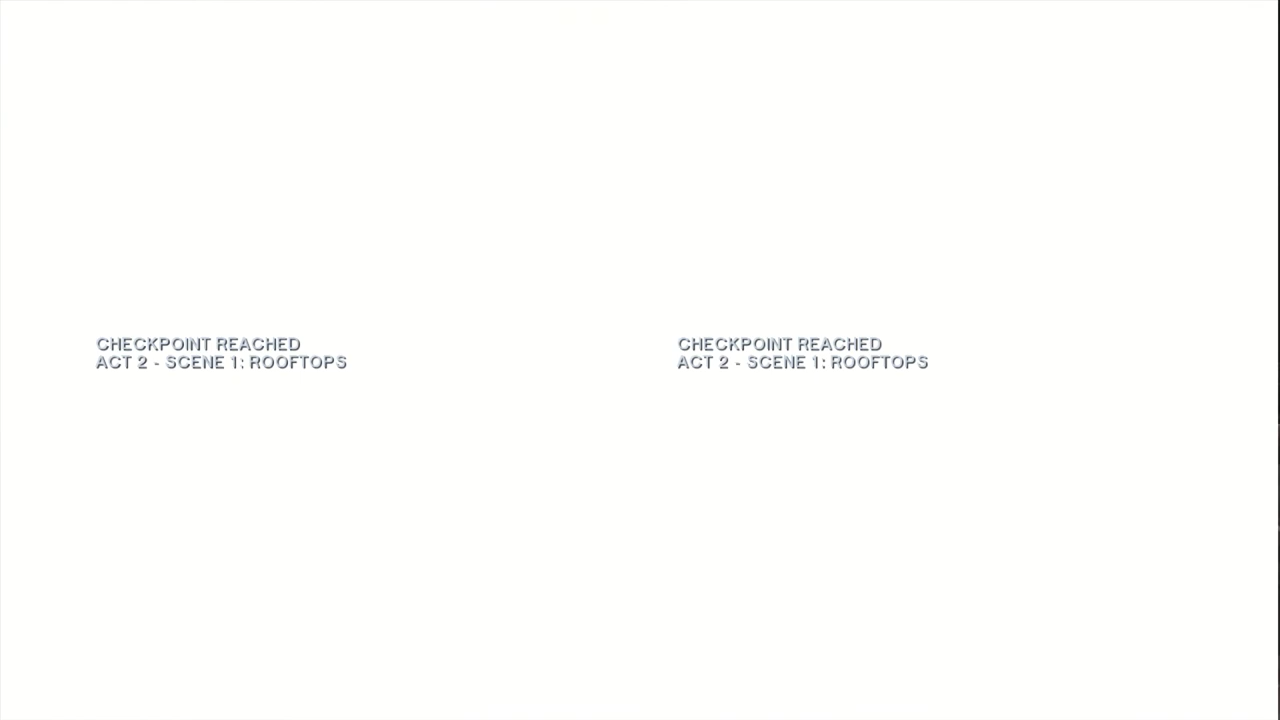 CHECKPOINT REACHED
ACT 2 - SCENE 1: ROOFTOPS
CHECKPOINT REACHED
ACT 2 - SCENE 1: ROOFTOPS